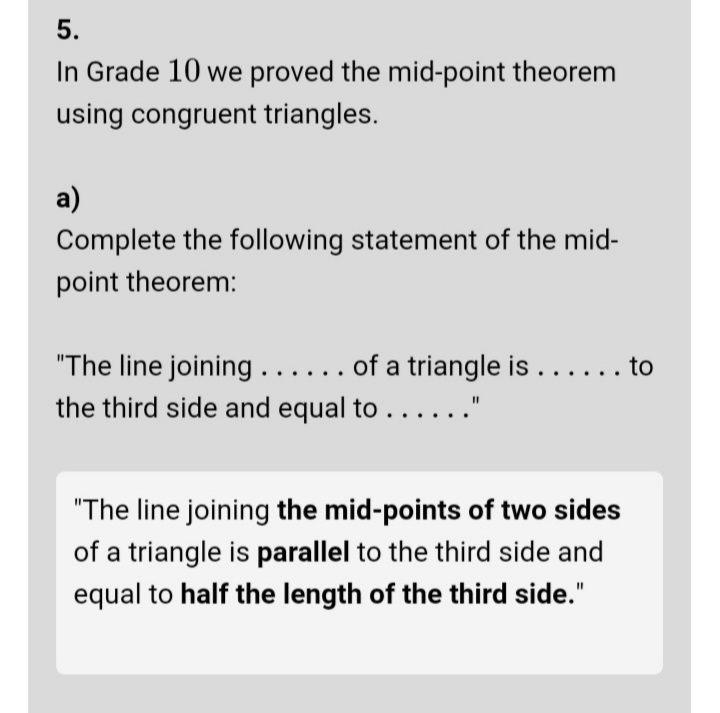 5.
In Grade 10 we proved the mid-point theorem
using congruent triangles.
a)
Complete the following statement of the mid-
point theorem:
"The line joining . . . . . . of a triangle is . . . . . . to
the third side and equal to . . . . . ."
"The line joining the mid-points of two sides
of a triangle is parallel to the third side and
equal to half the length of the third side."